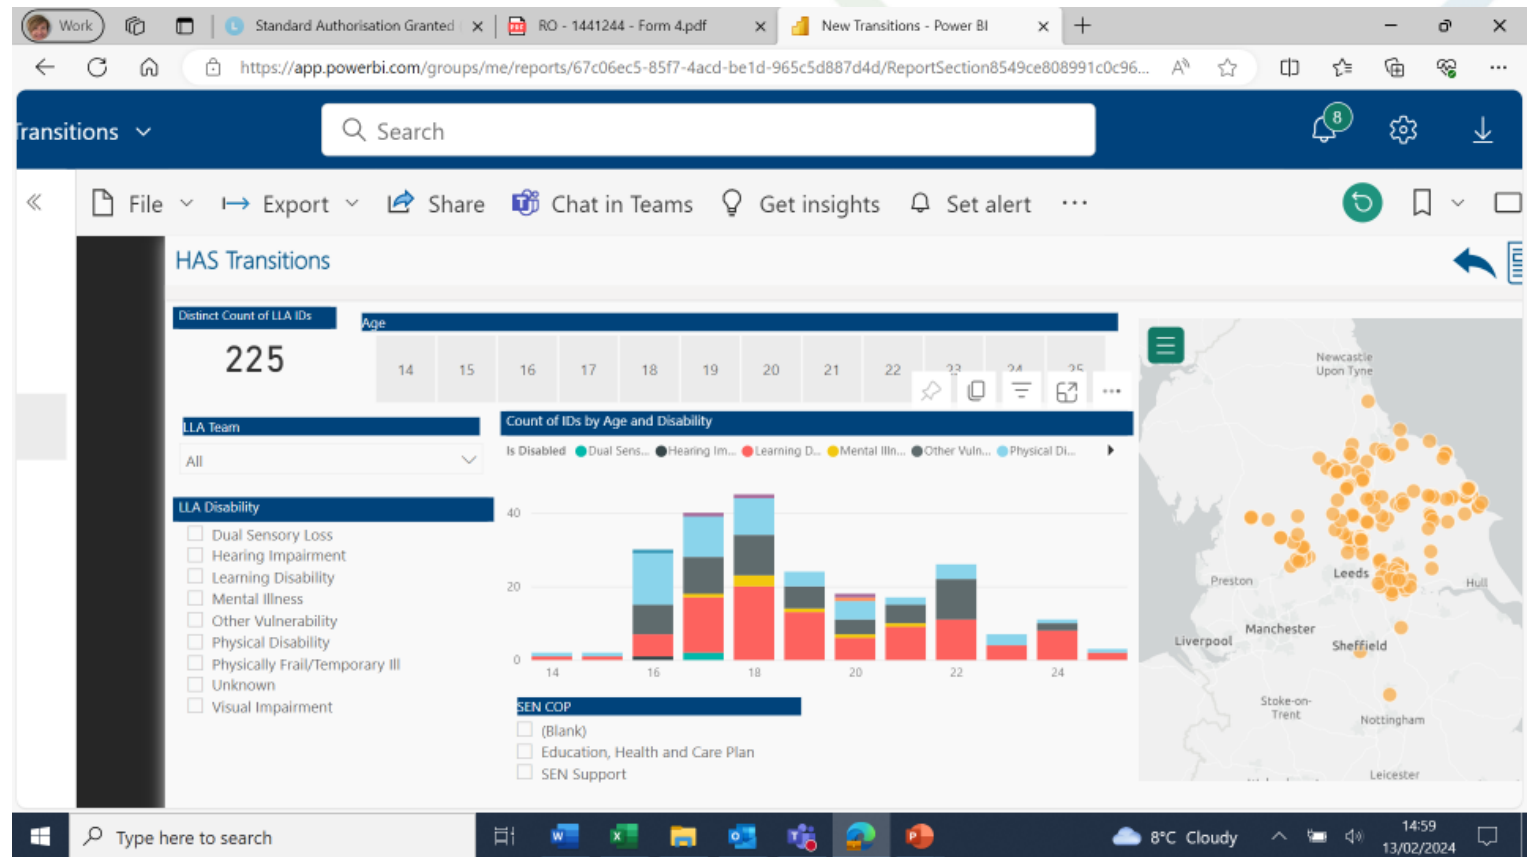 Work
Standard Authorisation Granted
RO - 1441244 - Form 4.pdf
New Transitions - Power BI
https://app.powerbi.com/groups/me/reports/67c06ec5-85f7-4acd-be1d-965c5d887d4d/ReportSection8549ce808991c0c96...
Transitions
Search
8
File
Export
Share
Chat in Teams
Get insights
Set alert
HAS Transitions
Distinct Count of LLA IDs
225
Age
14 15 16 17 18 19 20 21 22 23 24 25
LLA Team
All
LLA Disability
Dual Sensory Loss
Hearing Impairment
Learning Disability
Mental Illness
Other Vulnerability
Physical Disability
Physically Frail/Temporary Ill
Unknown
Visual Impairment
Count of IDs by Age and Disability
Is Disabled Dual Sens... Hearing Im... Learning D... Mental Illn... Other Vuln... Physical Di...
40
20
0
14 16 18 20 22 24
SEN COP
(Blank)
Education, Health and Care Plan
SEN Support
Newcastle
Upon Tyne
Preston
Leeds
Hull
Manchester
Liverpool
Sheffield
Stoke-on-
Trent
Nottingham
Leicester
Type here to search
8°C Cloudy
14:59
13/02/2024